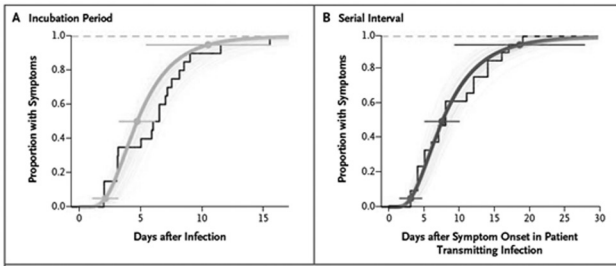 A Incubation Period
Proportion with Symptoms
1.0
0.8
0.6
0.4
0.2
0.0
0 5 10 15
Days after Infection
B Serial Interval
Proportion with Symptoms
1.0
0.8
0.6
0.4
0.2
0.0
0 5 10 15 20 25 30
Days after Symptom Onset in Patient
Transmitting Infection